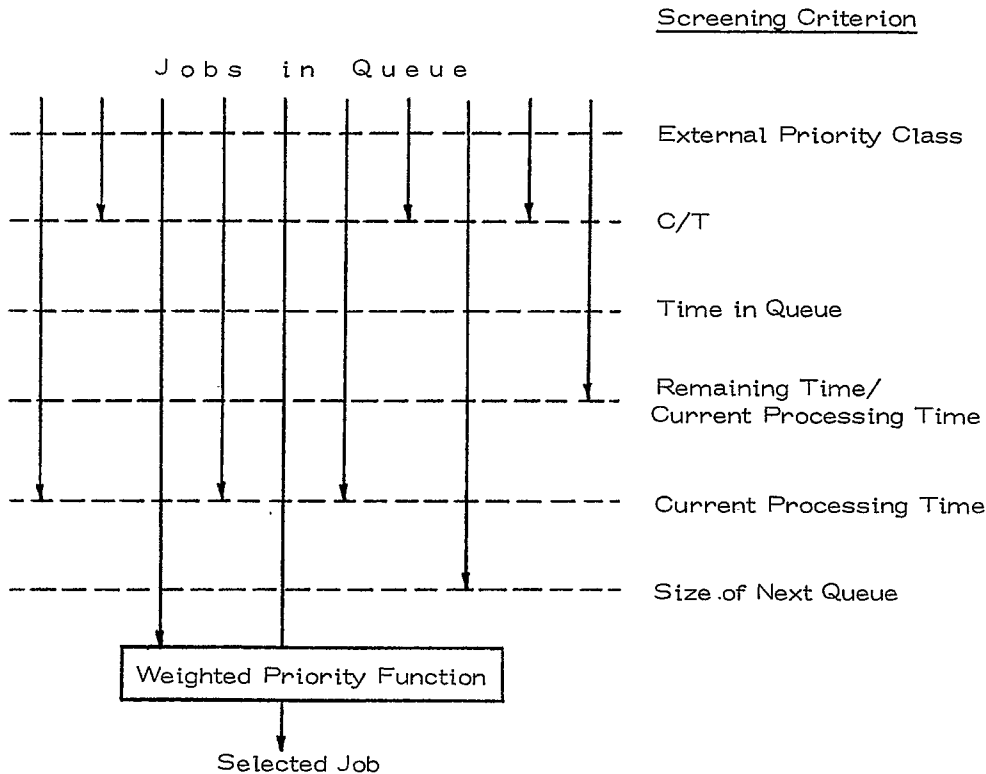 Screening Criterion
Jobs in Queue
External Priority Class
C/T
Time in Queue
Remaining Time/
Current Processing Time
Current Processing Time
Size of Next Queue
Weighted Priority Function
Selected Job